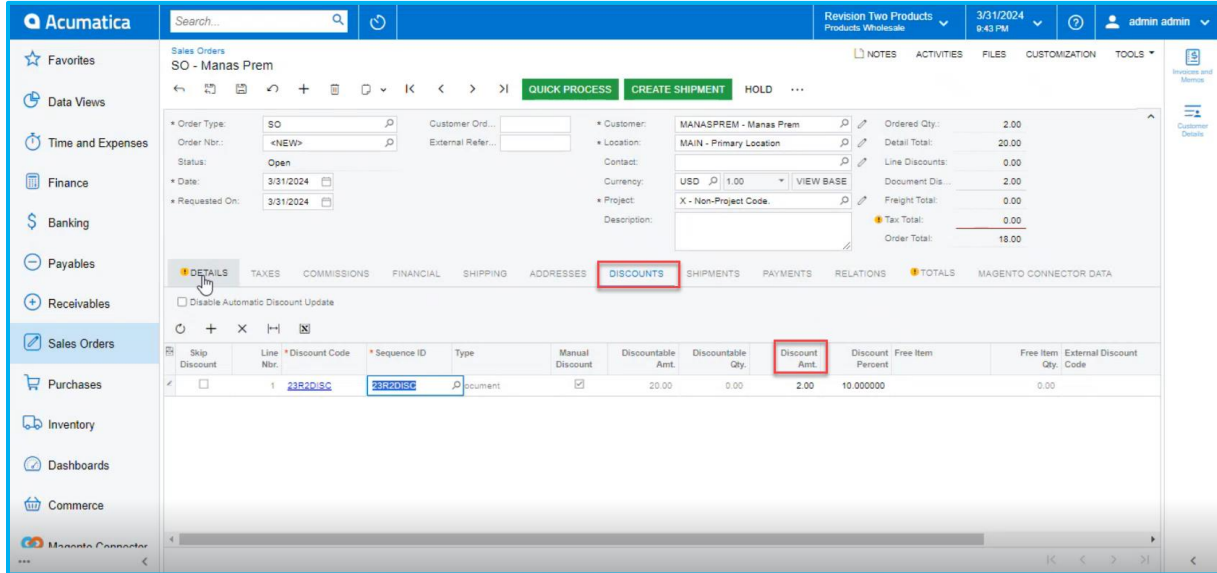 Acumatica
Search...
Revision Two Products
Products Wholesale
3/31/2024
9:43 PM
admin admin
Favorites
Data Views
Time and Expenses
Finance
Banking
Payables
Receivables
Sales Orders
Purchases
Inventory
Dashboards
Commerce
Magento Connector
Sales Orders
SO - Manas Prem
NOTES ACTIVITIES FILES CUSTOMIZATION TOOLS
QUICK PROCESS CREATE SHIPMENT HOLD ...
Invoices and
Memos
Customer
Details
* Order Type: SO Customer Ord... * Customer: MANASPREM - Manas Prem Ordered Qty.: 2.00
Order Nbr.: <NEW> External Refer... * Location: MAIN - Primary Location Detail Total: 20.00
Status: Open Contact: Line Discounts: 0.00
* Date: 3/31/2024 Currency: USD 1.00 VIEW BASE Document Dis... 2.00
* Requested On: 3/31/2024 * Project: X - Non-Project Code. Freight Total: 0.00
Description: Tax Total: 0.00
Order Total: 18.00
DETAILS TAXES COMMISSIONS FINANCIAL SHIPPING ADDRESSES DISCOUNTS SHIPMENTS PAYMENTS RELATIONS TOTALS MAGENTO CONNECTOR DATA
Disable Automatic Discount Update
Skip Discount Line Nbr. * Discount Code * Sequence ID Type Manual Discount Discountable Amt. Discountable Qty. Discount Amt. Discount Percent Free Item Free Item Qty. External Discount Code
1 23R2DISC 23R2DISC ocument 20.00 0.00 2.00 10.000000 0.00
...